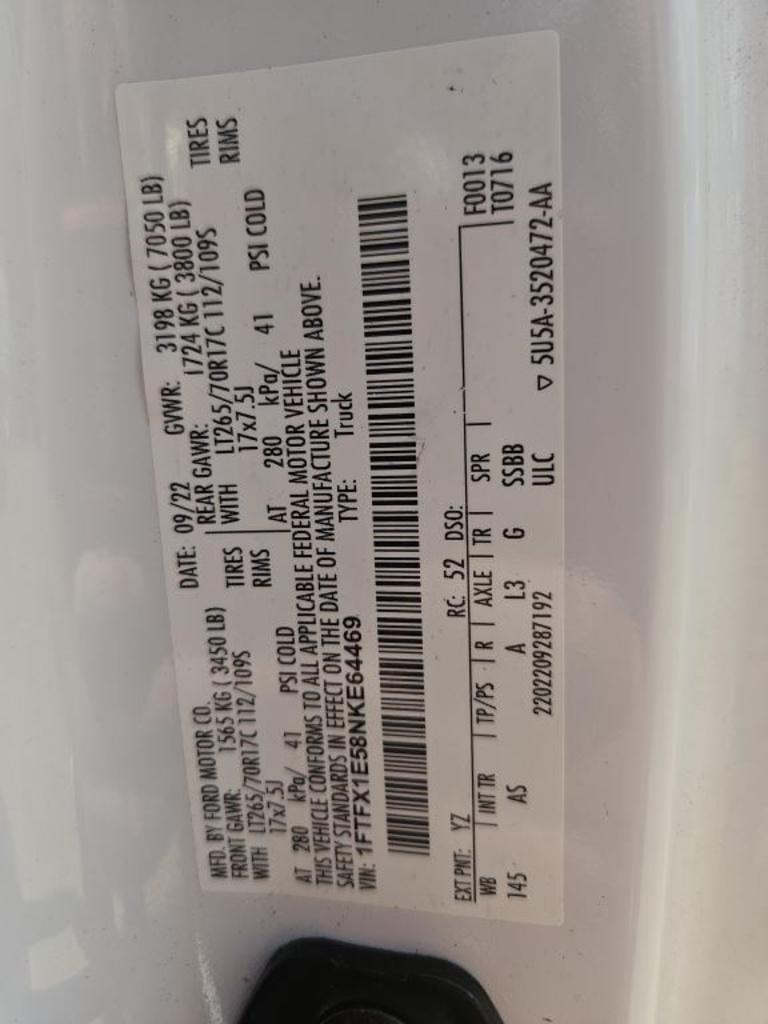 MFD. BY FORD MOTOR CO.
DATE: 09/22 GVWR: 3198 KG ( 7050 LB)
FRONT GAWR: 1565 KG ( 3450 LB)
REAR GAWR: 1724 KG ( 3800 LB)
WITH LT265/70R17C 112/109S TIRES
WITH LT265/70R17C 112/109S TIRES
17x7.5J RIMS
17x7.5J RIMS
AT 280 kPa/ 41 PSI COLD
AT 280 kPa/ 41 PSI COLD
THIS VEHICLE CONFORMS TO ALL APPLICABLE FEDERAL MOTOR VEHICLE
SAFETY STANDARDS IN EFFECT ON THE DATE OF MANUFACTURE SHOWN ABOVE.
VIN: 1FTFX1E58NKE64469 TYPE: Truck
EXT PNT: YZ RC: 52 DSO: F0013
WB INT TR TP/PS R AXLE TR SPR T0716
145 AS A L3 G SSBB
2202209287192 ULC ▽ 5U5A-3520472-AA